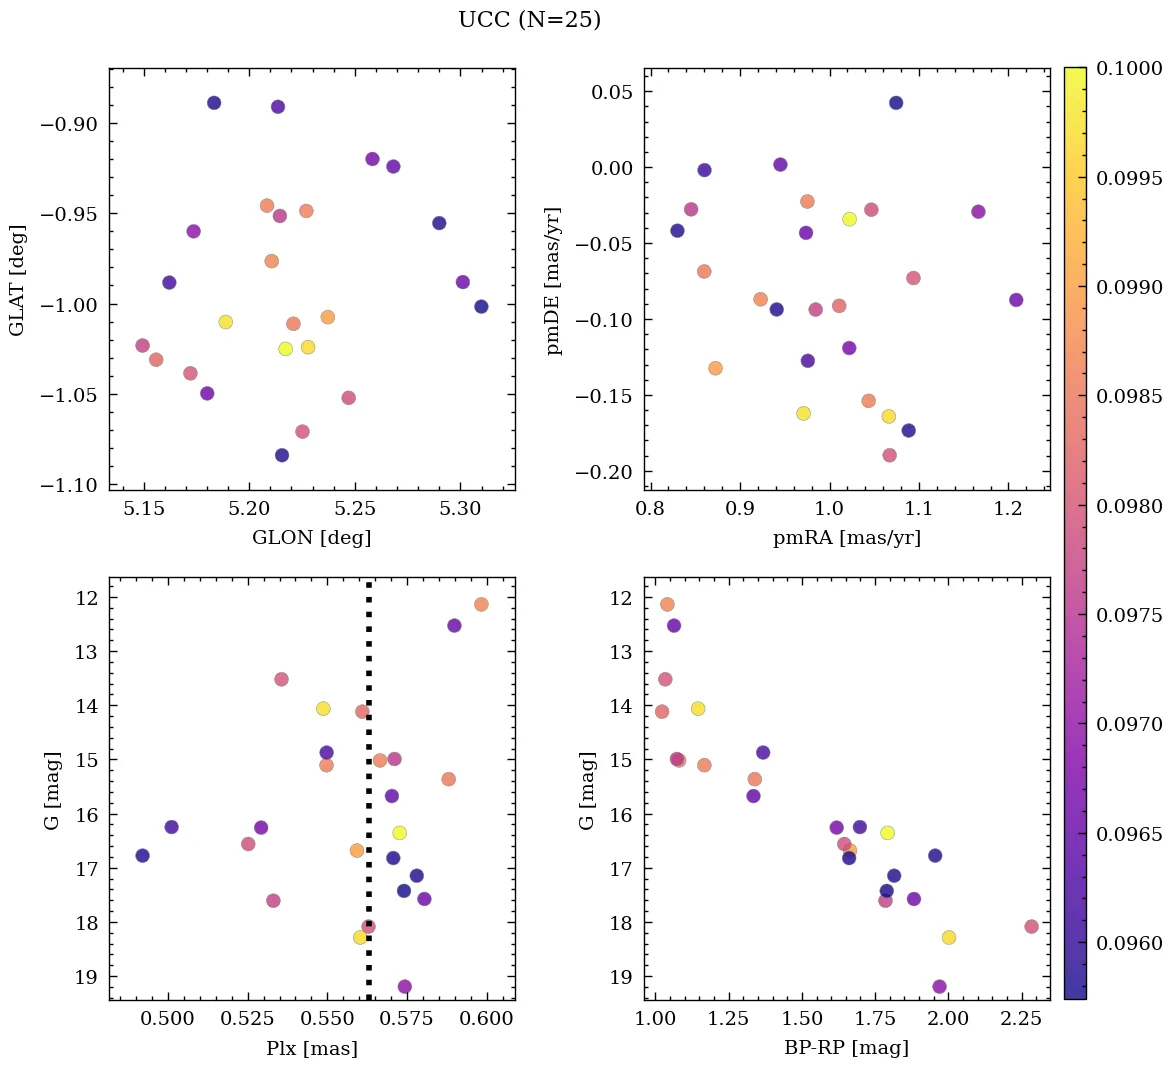 UCC (N=25)
−0.90
−0.95
−1.00
−1.05
−1.10
GLAT [deg]
5.15 5.20 5.25 5.30
GLON [deg]
0.05
0.00
−0.05
−0.10
−0.15
−0.20
pmDE [mas/yr]
0.8 0.9 1.0 1.1 1.2
pmRA [mas/yr]
12
13
14
15
16
17
18
19
G [mag]
0.500 0.525 0.550 0.575 0.600
Plx [mas]
12
13
14
15
16
17
18
19
G [mag]
1.00 1.25 1.50 1.75 2.00 2.25
BP-RP [mag]
0.1000
0.0995
0.0990
0.0985
0.0980
0.0975
0.0970
0.0965
0.0960